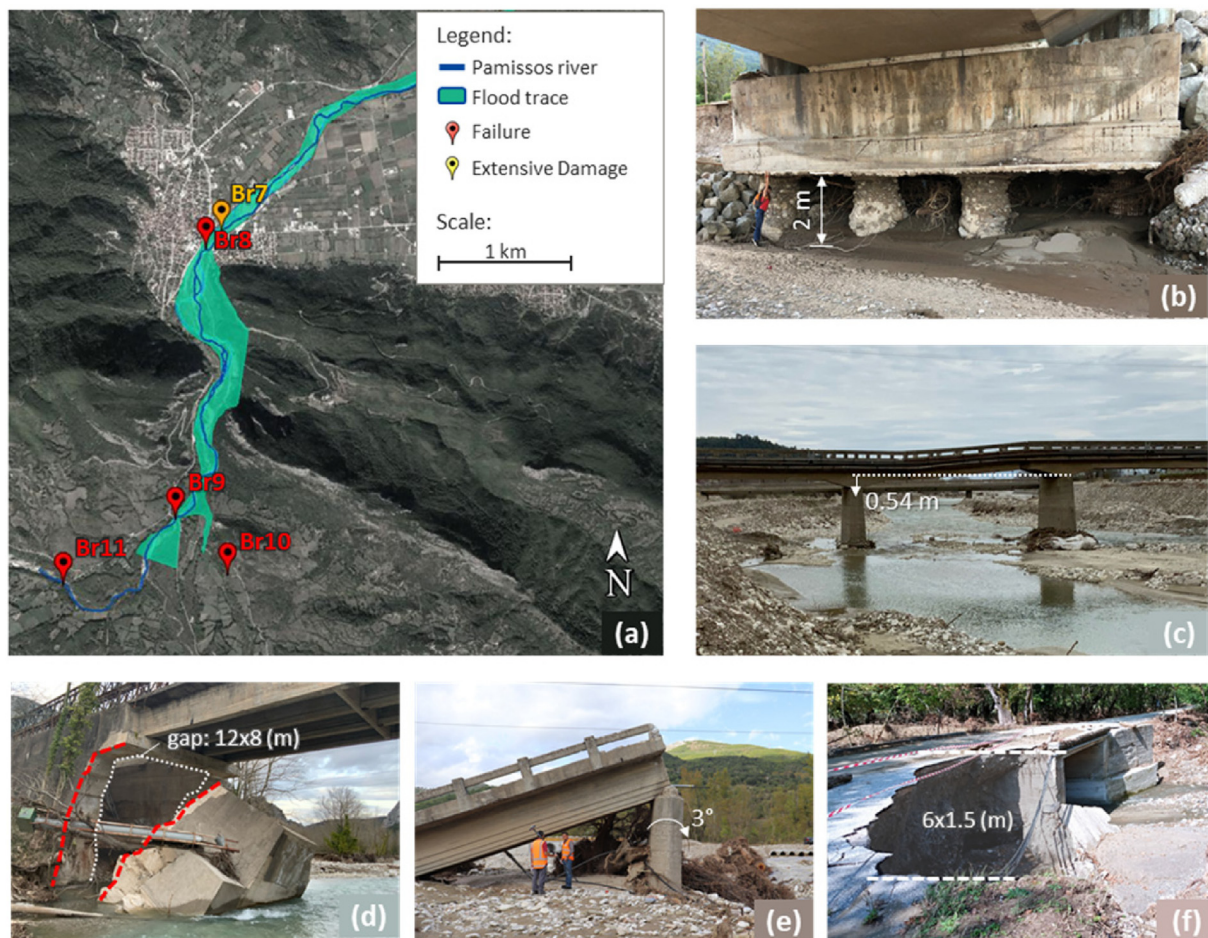 Legend:
Pamissos river
Flood trace
Failure
Extensive Damage
Scale:
1 km
Br7
Br8
Br9
Br10
Br11
N
(a)
2 m
(b)
0.54 m
(c)
gap: 12x8 (m)
(d)
3°
(e)
6x1.5 (m)
(f)